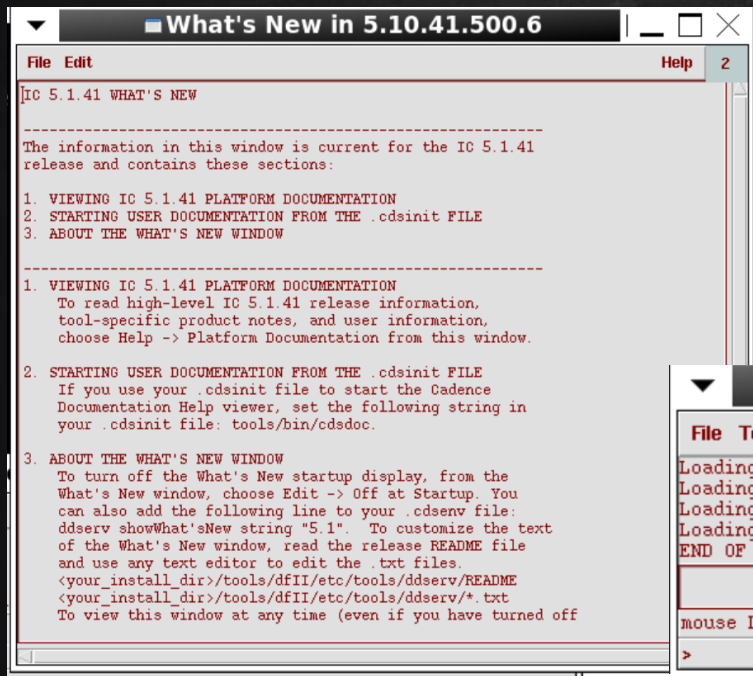 What's New in 5.10.41.500.6
File Edit Help 2
IC 5.1.41 WHAT'S NEW
------------------------------------------------------------
The information in this window is current for the IC 5.1.41
release and contains these sections:
1. VIEWING IC 5.1.41 PLATFORM DOCUMENTATION
2. STARTING USER DOCUMENTATION FROM THE .cdsinit FILE
3. ABOUT THE WHAT'S NEW WINDOW
------------------------------------------------------------
1. VIEWING IC 5.1.41 PLATFORM DOCUMENTATION
To read high-level IC 5.1.41 release information,
tool-specific product notes, and user information,
choose Help -> Platform Documentation from this window.
2. STARTING USER DOCUMENTATION FROM THE .cdsinit FILE
If you use your .cdsinit file to start the Cadence
Documentation Help viewer, set the following string in
your .cdsinit file: tools/bin/cdsdoc.
3. ABOUT THE WHAT'S NEW WINDOW
To turn off the What's New startup display, from the
What's New window, choose Edit -> Off at Startup. You
can also add the following line to your .cdsenv file:
ddserv showWhat'sNew string "5.1". To customize the text
of the What's New window, read the release README file
and use any text editor to edit the .txt files.
<your_install_dir>/tools/dfII/etc/tools/ddserv/README
<your_install_dir>/tools/dfII/etc/tools/ddserv/*.txt
To view this window at any time (even if you have turned off
File
Loading
Loading
Loading
Loading
END OF
mouse
>